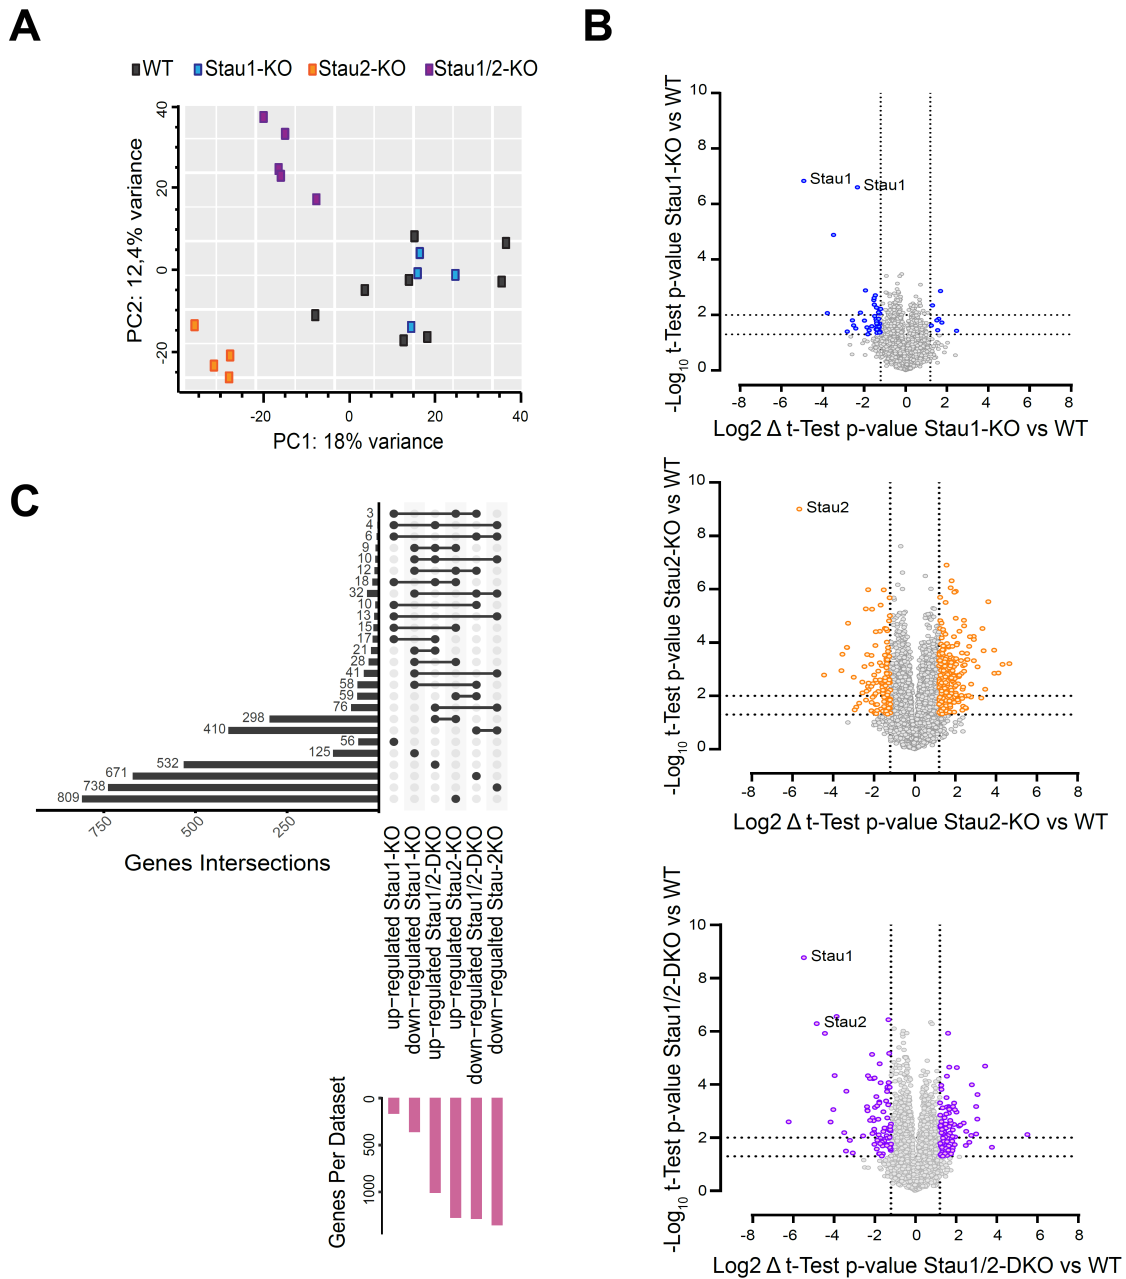 A
WT Stau1-KO Stau2-KO Stau1/2-KO
PC2: 12,4% variance
40
20
0
-20
-20 0 20 40
PC1: 18% variance
B
-Log10 t-Test p-value Stau1-KO vs WT
10
8
6
4
2
0
Stau1
Stau1
-8 -6 -4 -2 0 2 4 6 8
Log2 Δ t-Test p-value Stau1-KO vs WT
-Log10 t-Test p-value Stau2-KO vs WT
10
8
6
4
2
0
Stau2
-8 -6 -4 -2 0 2 4 6 8
Log2 Δ t-Test p-value Stau2-KO vs WT
-Log10 t-Test p-value Stau1/2-DKO vs WT
10
8
6
4
2
0
Stau1
Stau2
-8 -6 -4 -2 0 2 4 6 8
Log2 Δ t-Test p-value Stau1/2-DKO vs WT
C
3
4
6
9
10
12
18
32
10
13
15
17
21
28
41
58
59
76
298
410
56
125
532
671
738
809
750 500 250
Genes Intersections
up-regulated Stau1-KO
down-regulated Stau1-KO
up-regulated Stau1/2-DKO
up-regulated Stau2-KO
down-regulated Stau1/2-DKO
down-regualted Stau-2KO
Genes Per Dataset
0
500
1000